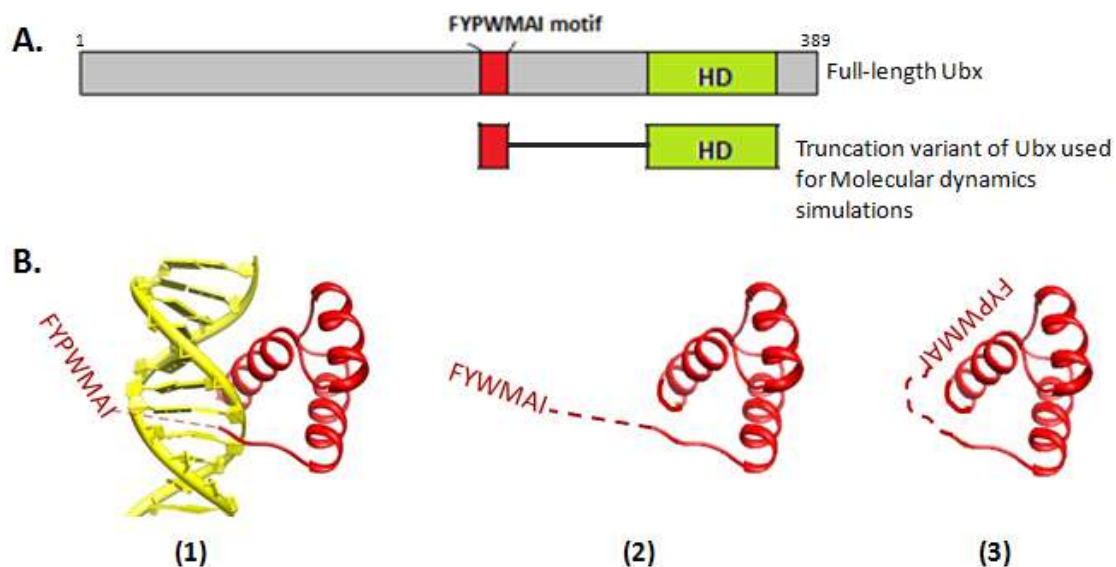 A.
FYPWMAI motif
1
389
HD
Full-length Ubx
HD
Truncation variant of Ubx used
for Molecular dynamics
simulations
B.
FYPWMAI
FYWMAI
FYPWMAI
(1)
(2)
(3)